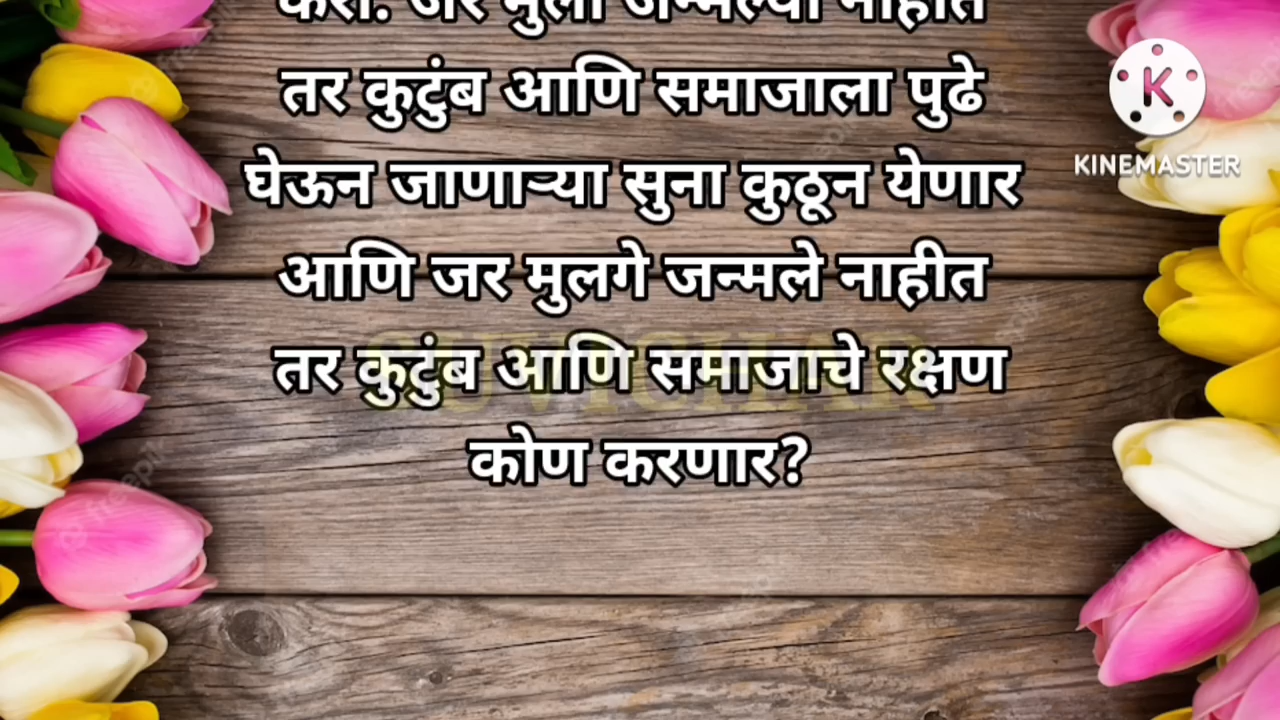 करा. जर मुली जन्मल्या नाहीत
तर कुटुंब आणि समाजाला पुढे
घेऊन जाणाऱ्या सुना कुठून येणार
आणि जर मुलगे जन्मले नाहीत
तर कुटुंब आणि समाजाचे रक्षण
कोण करणार?
SUVICHAR
K
KINEMASTER